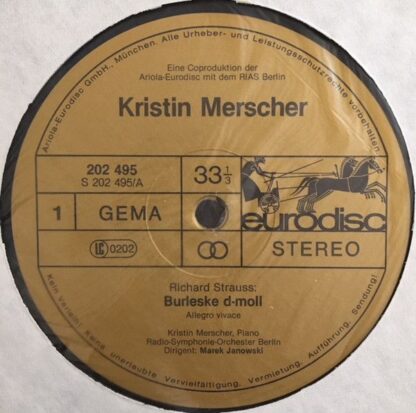 Ariola-Eurodisc GmbH., München. Alle Urheber- und Leistungsschutzrechte vorbehalten
Eine Coproduktion der
Ariola-Eurodisc mit dem RIAS Berlin
Kristin Merscher
202 495
S 202 495/A
33 1/3
1
GEMA
eurodisc
LC 0202
STEREO
Richard Strauss:
Burleske d-moll
Allegro vivace
Kristin Merscher, Piano
Radio-Symphonie-Orchester Berlin
Dirigent: Marek Janowski
Kein Verleih! Keine unerlaubte Vervielfältigung, Vermietung, Aufführung, Sendung!